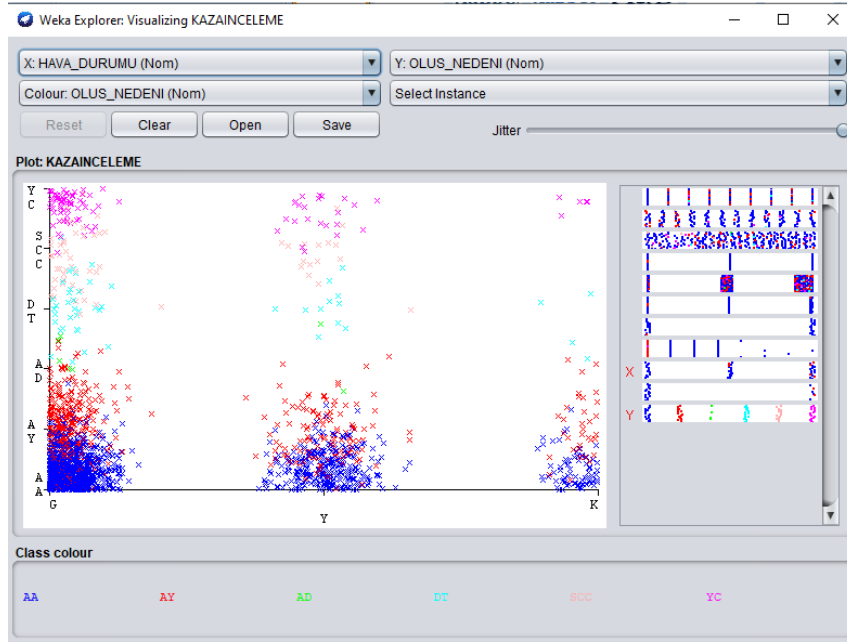 Weka Explorer: Visualizing KAZAINCELEME
X: HAVA_DURUMU (Nom)
Y: OLUS_NEDENI (Nom)
Colour: OLUS_NEDENI (Nom)
Select Instance
Reset
Clear
Open
Save
Jitter
Plot: KAZAINCELEME
Y
C
S
C
C
D
T
A
D
A
Y
A
A
G
Y
K
X
Y
Class colour
AA
AY
AD
DT
SCC
YC